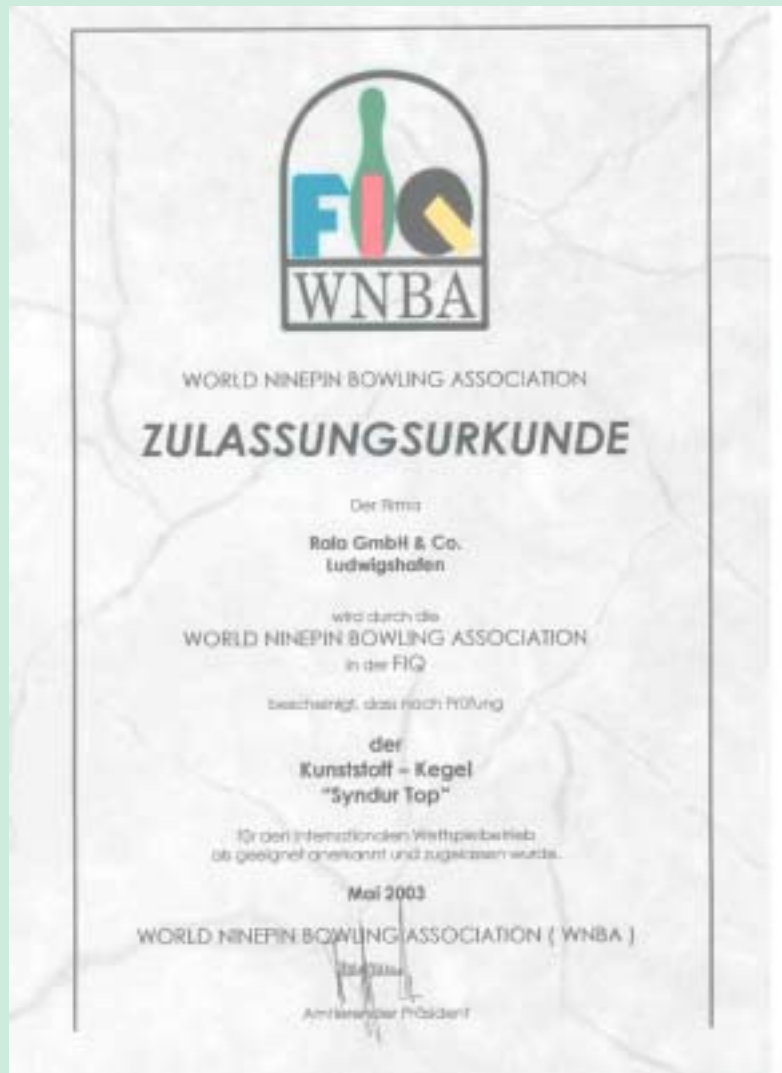 FIQ
WNBA
WORLD NINEPIN BOWLING ASSOCIATION
ZULASSUNGSURKUNDE
Der Firma
Rala GmbH & Co.
Ludwigshafen
wird durch die
WORLD NINEPIN BOWLING ASSOCIATION
in der FIQ
bescheinigt, dass nach Prüfung
der
Kunststoff – Kegel
"Syndur Top"
für den internationalen Wettspielbetrieb
als geeignet anerkannt und zugelassen wurde.
Mai 2003
WORLD NINEPIN BOWLING ASSOCIATION ( WNBA )
Amtierender Präsident